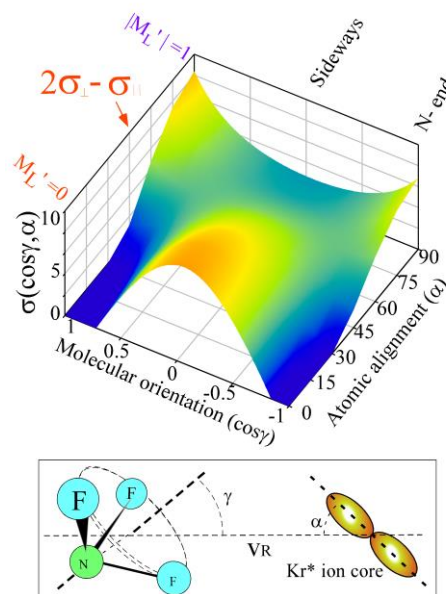 |M_L'|=1
Sideways
N- end
2σ⊥- σ||
M_L'=0
σ(cosγ,α)
10
5
0
1
0.5
0
-0.5
-1
Molecular orientation (cosγ)
0
15
30
45
60
75
90
Atomic alignment (α)
F
F
N
F
γ
VR
α
Kr* ion core